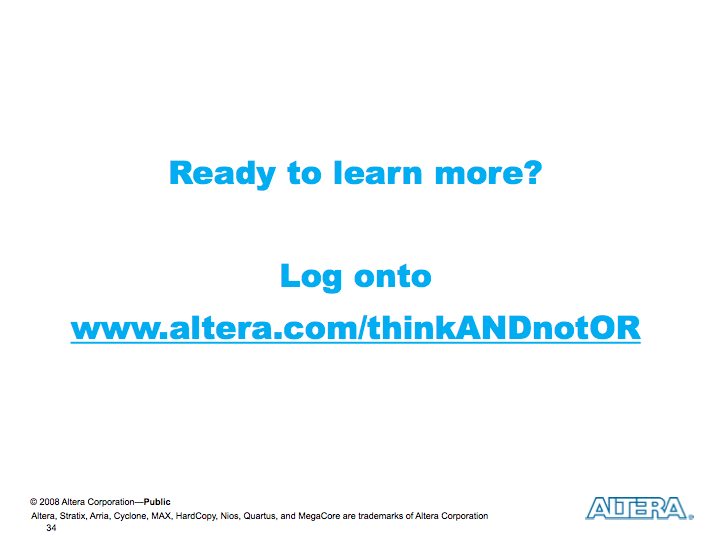 Ready to learn more?
Log onto
www.altera.com/thinkANDnotOR
© 2008 Altera Corporation—Public
Altera, Stratix, Arria, Cyclone, MAX, HardCopy, Nios, Quartus, and MegaCore are trademarks of Altera Corporation
34
ALTERA®